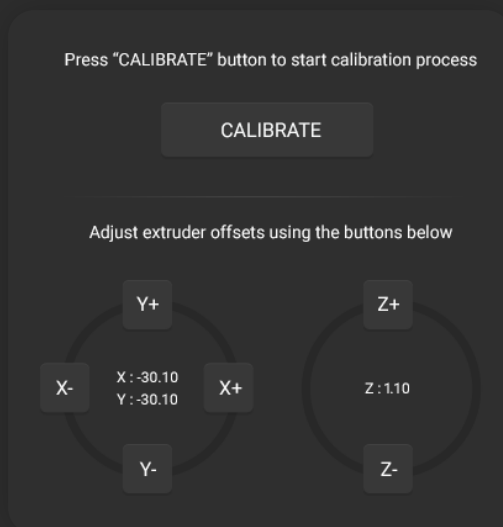 Press “CALIBRATE” button to start calibration process
CALIBRATE
Adjust extruder offsets using the buttons below
Y+
X-
X : -30.10
Y : -30.10
X+
Y-
Z+
Z : 1.10
Z-